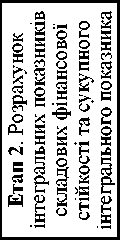 Етап 2. Розрахунок
інтегральних показників
складових фінансової
стійкості та сукупного
інтегрального показника